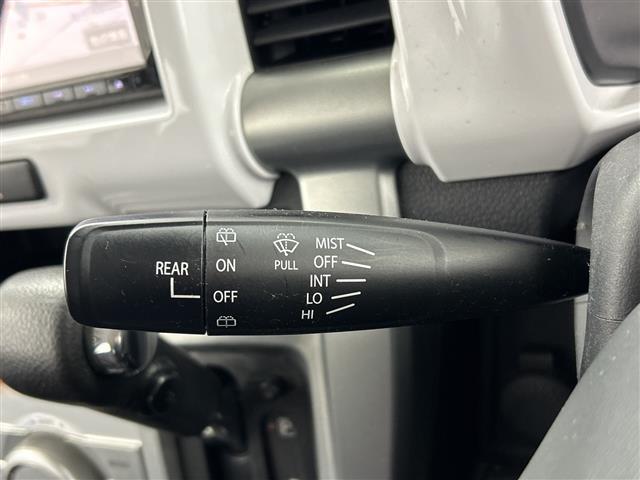 REAR
ON
OFF
PULL
MIST
OFF
INT
LO
HI